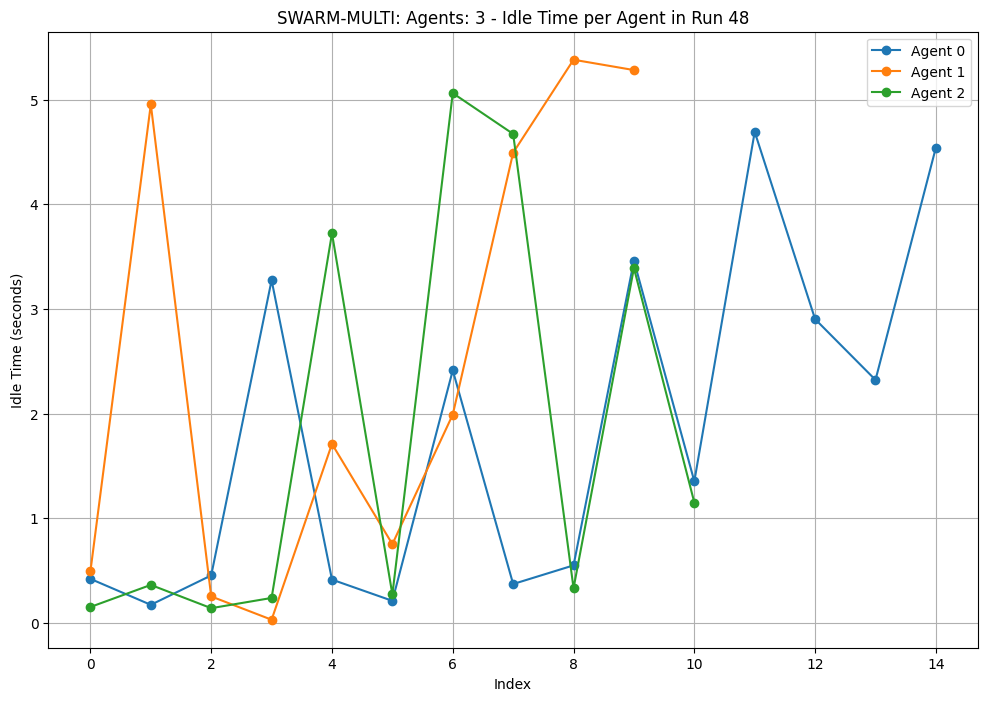 SWARM-MULTI: Agents: 3 - Idle Time per Agent in Run 48
Agent 0
Agent 1
Agent 2
Idle Time (seconds)
5
4
3
2
1
0
0 2 4 6 8 10 12 14
Index